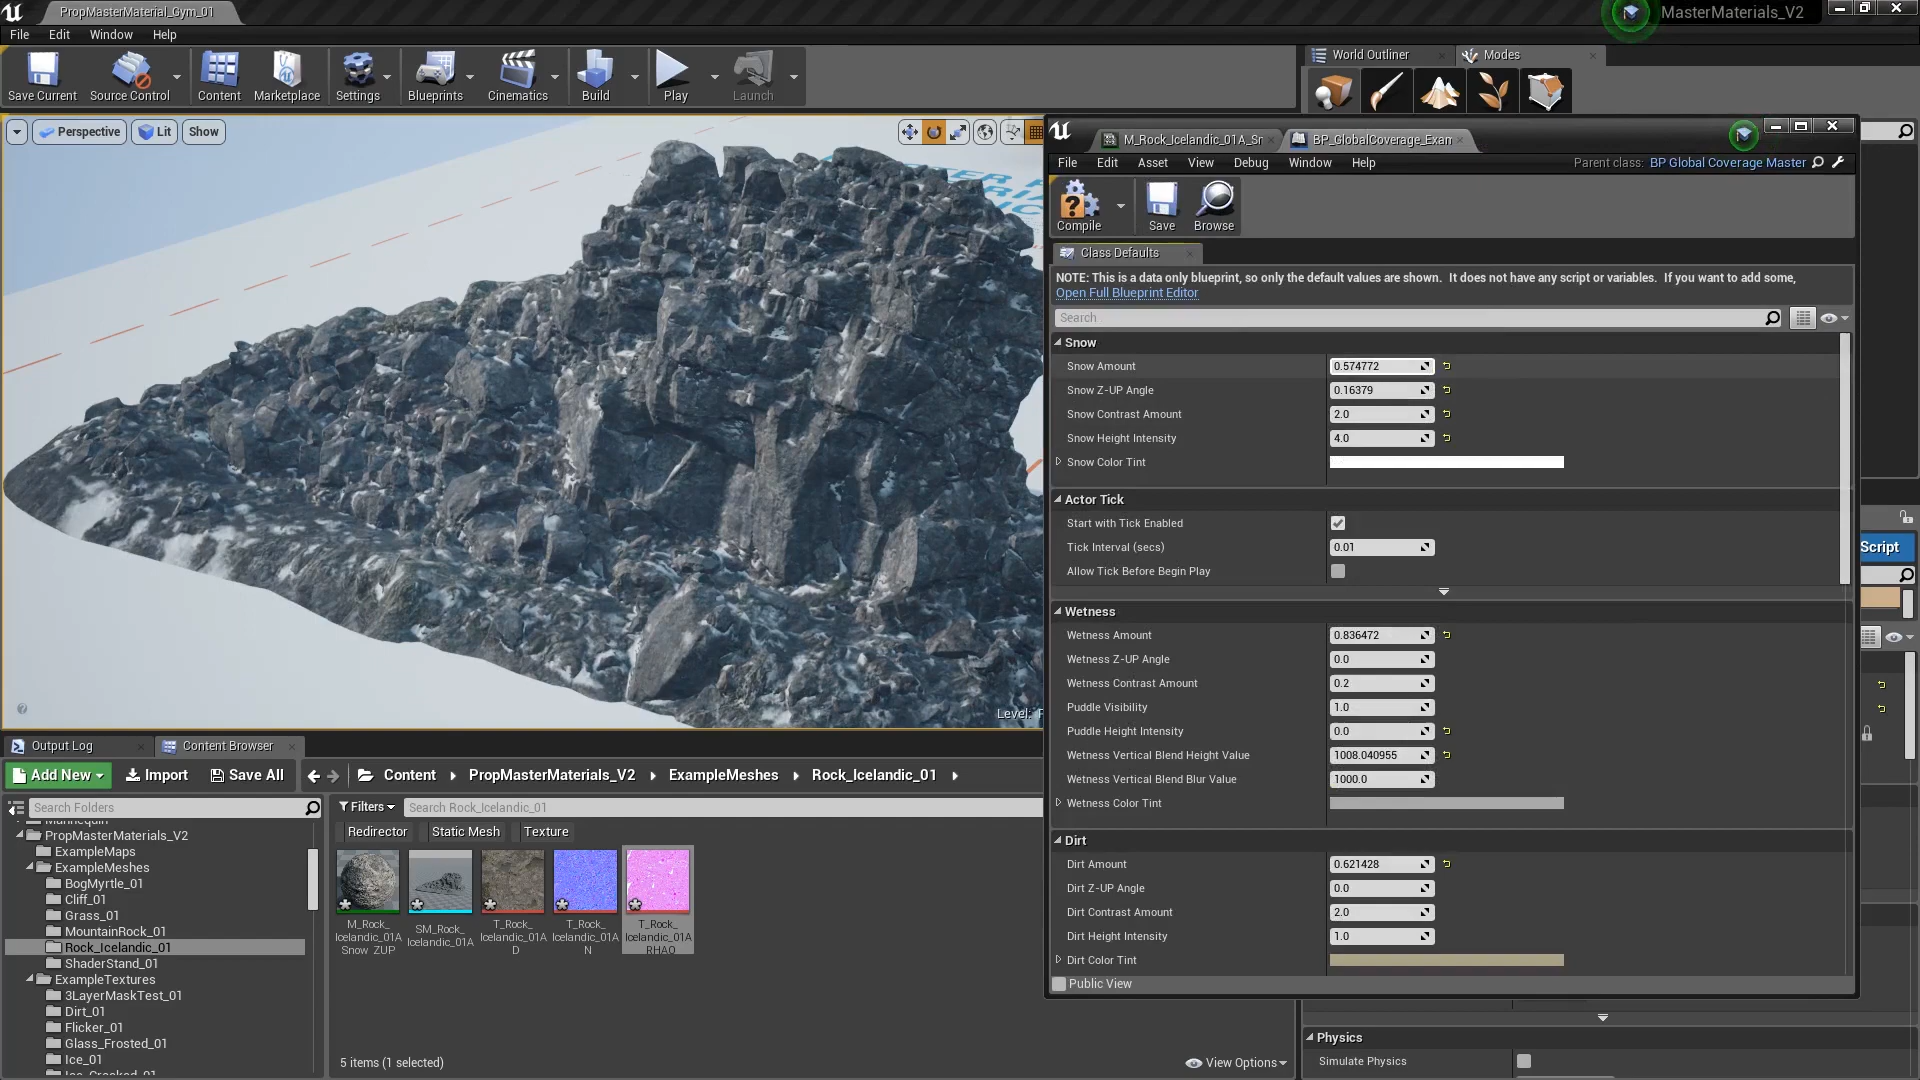 PropMasterMaterial_Gym_01
MasterMaterials_V2
File Edit Window Help
Save Current
Source Control
Content
Marketplace
Settings
Blueprints
Cinematics
Build
Play
Launch
World Outliner
Modes
Perspective
Lit
Show
M_Rock_Icelandic_01A_Sn
BP_GlobalCoverage_Exam
File Edit Asset View Debug Window Help
Parent class: BP Global Coverage Master
Compile
Save
Browse
Class Defaults
NOTE: This is a data only blueprint, so only the default values are shown. It does not have any script or variables. If you want to add some,
Open Full Blueprint Editor
Search
Snow
Snow Amount 0.574772
Snow Z-UP Angle 0.16379
Snow Contrast Amount 2.0
Snow Height Intensity 4.0
Snow Color Tint
Actor Tick
Start with Tick Enabled
Tick Interval (secs) 0.01
Allow Tick Before Begin Play
Wetness
Wetness Amount 0.836472
Wetness Z-UP Angle 0.0
Wetness Contrast Amount 0.2
Puddle Visibility 1.0
Puddle Height Intensity 0.0
Wetness Vertical Blend Height Value 1008.040955
Wetness Vertical Blend Blur Value 1000.0
Wetness Color Tint
Dirt
Dirt Amount 0.621428
Dirt Z-UP Angle 0.0
Dirt Contrast Amount 2.0
Dirt Height Intensity 1.0
Dirt Color Tint
Public View
Script
Level:
Output Log
Content Browser
Add New
Import
Save All
Content
PropMasterMaterials_V2
ExampleMeshes
Rock_Icelandic_01
Search Folders
Filters
Search Rock_Icelandic_01
Redirector
Static Mesh
Texture
Mannequin
PropMasterMaterials_V2
ExampleMaps
ExampleMeshes
BogMyrtle_01
Cliff_01
Grass_01
MountainRock_01
Rock_Icelandic_01
ShaderStand_01
ExampleTextures
3LayerMaskTest_01
Dirt_01
Flicker_01
Glass_Frosted_01
Ice_01
Ice_Cracked_01
M_Rock_
Icelandic_01A
Snow_ZUP
SM_Rock_
Icelandic_01A
T_Rock_
Icelandic_01A
D
T_Rock_
Icelandic_01A
N
T_Rock_
Icelandic_01A
RHAO
5 items (1 selected)
View Options
Physics
Simulate Physics